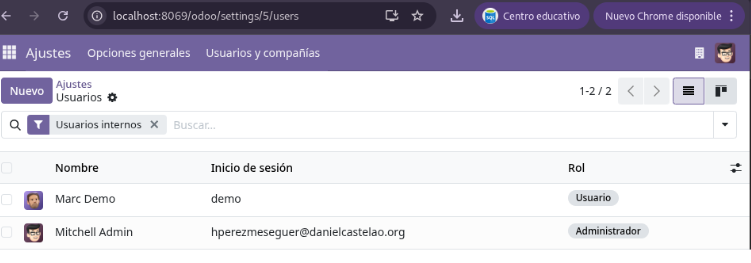 localhost:8069/odoo/settings/5/users
Centro educativo
Nuevo Chrome disponible
Ajustes
Opciones generales
Usuarios y compañías
Nuevo
Ajustes
Usuarios
1-2 / 2
Usuarios internos
Buscar...
Nombre Inicio de sesión Rol
Marc Demo demo Usuario
Mitchell Admin hperezmeseguer@danielcastelao.org Administrador